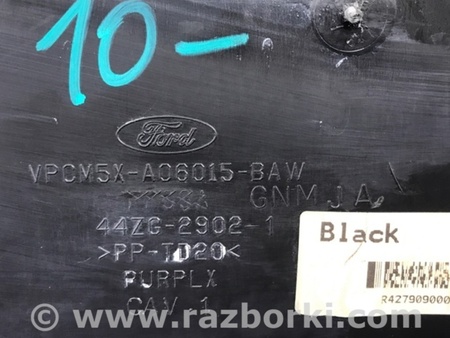 10-
Ford
VPCM5X-A06015-BAW
GNMJA
44ZG-2902-1
>PP-TD20<
PURPLX
CAV.1
Black
R427909000
© www.razborki.com